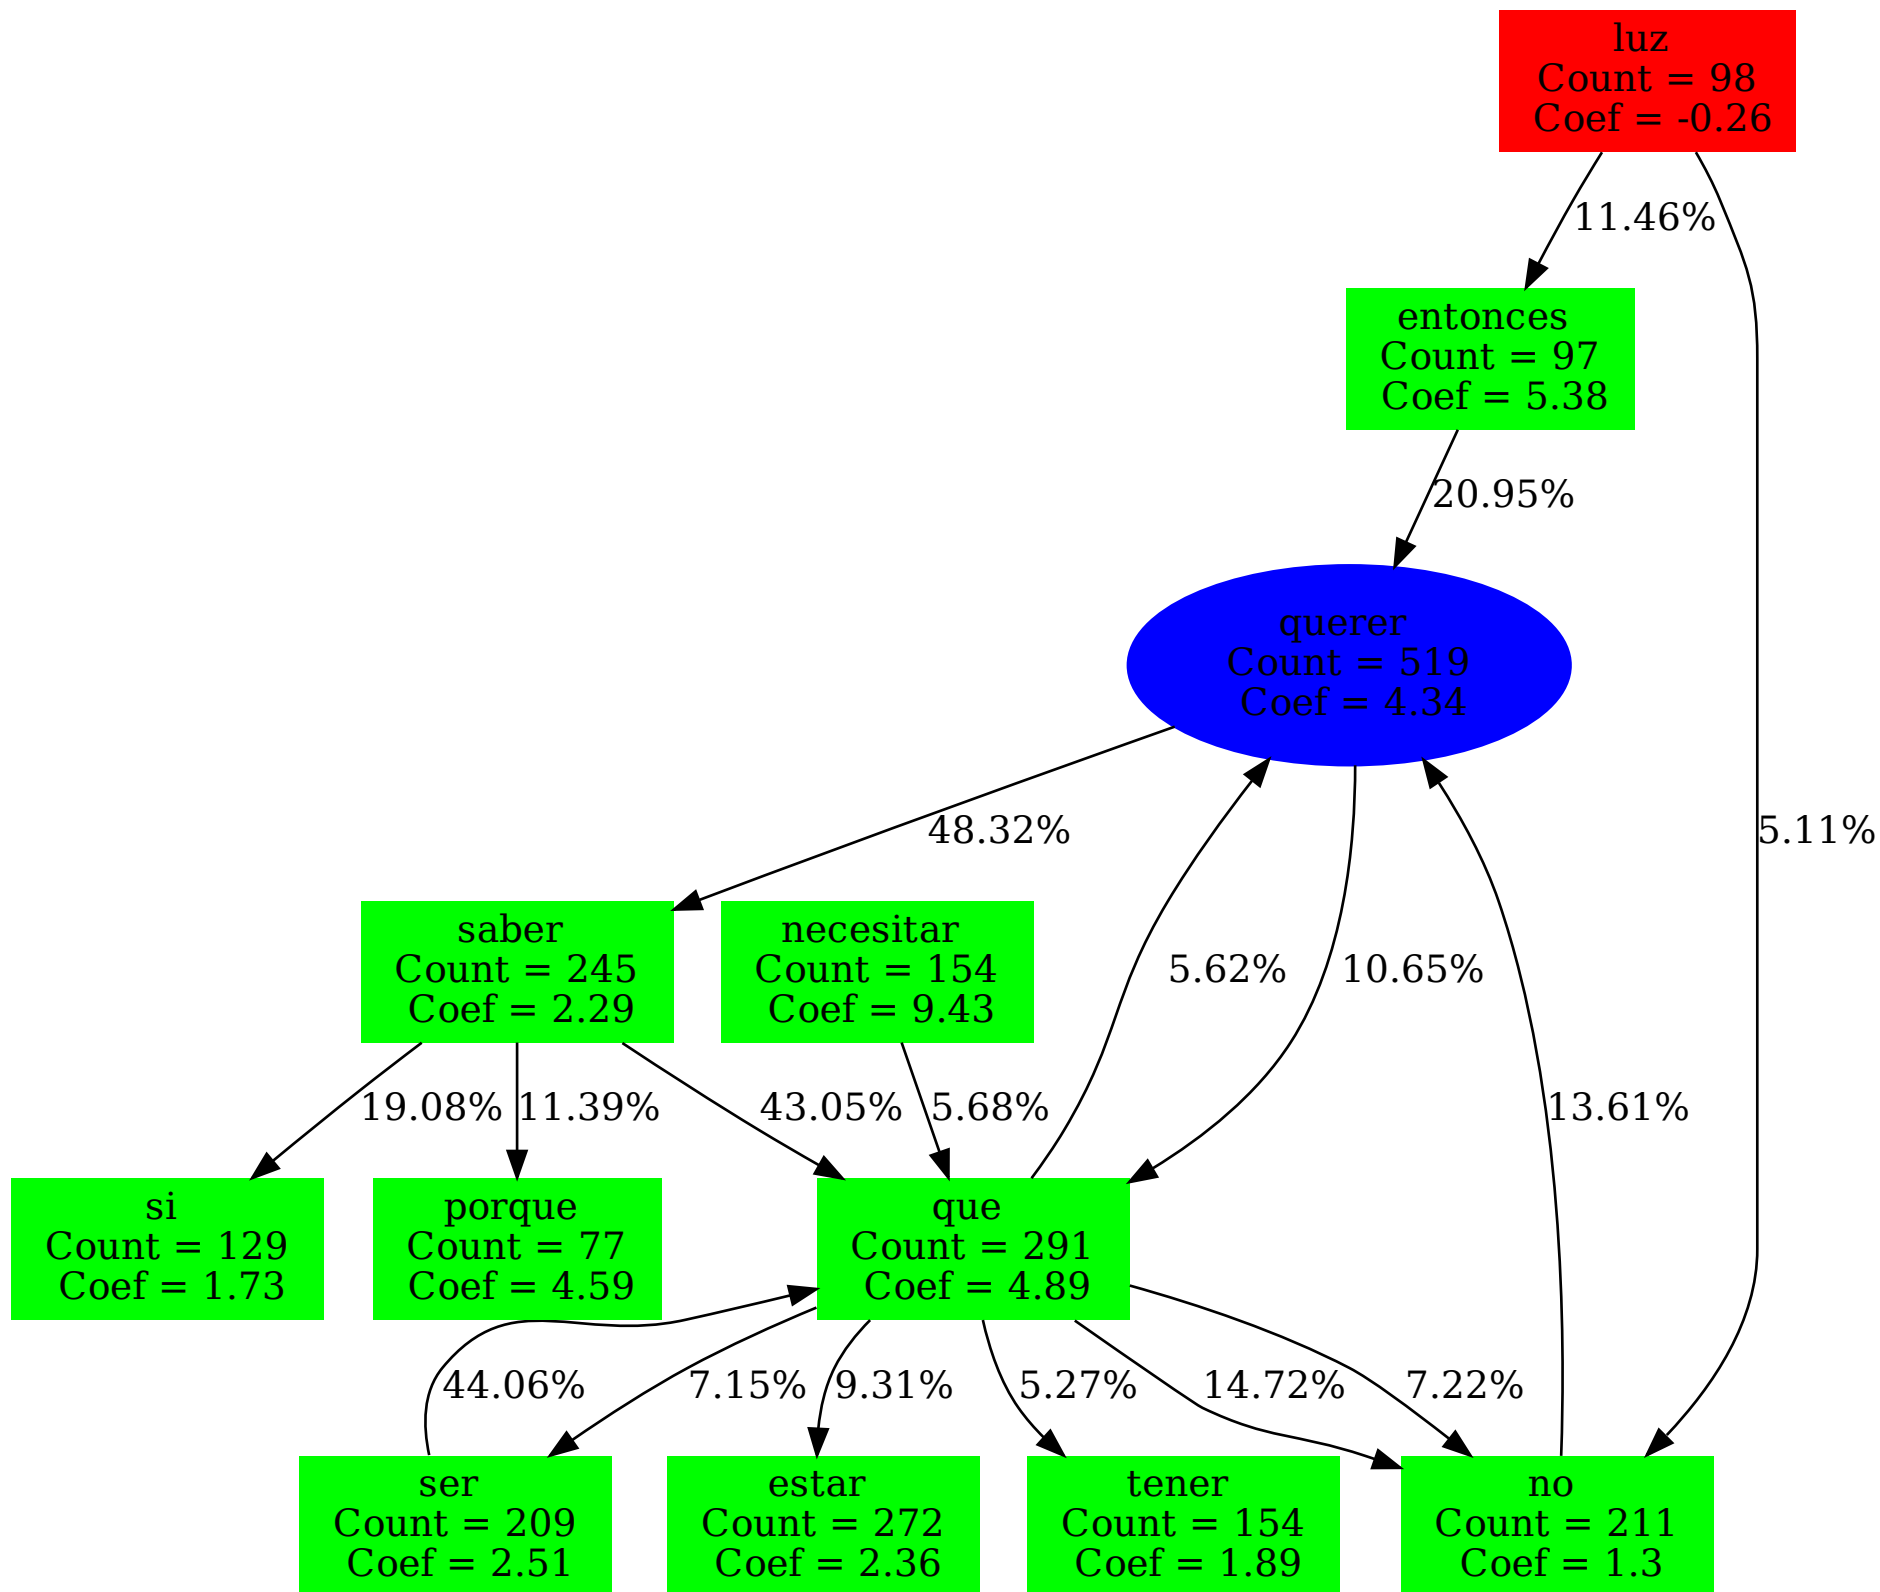 luz
Count = 98
Coef = -0.26
11.46%
entonces
Count = 97
Coef = 5.38
20.95%
querer
Count = 519
Coef = 4.34
48.32%
5.11%
saber
Count = 245
Coef = 2.29
necesitar
Count = 154
Coef = 9.43
5.62%
10.65%
19.08%
11.39%
43.05%
5.68%
13.61%
si
Count = 129
Coef = 1.73
porque
Count = 77
Coef = 4.59
que
Count = 291
Coef = 4.89
44.06%
7.15%
9.31%
5.27%
14.72%
7.22%
ser
Count = 209
Coef = 2.51
estar
Count = 272
Coef = 2.36
tener
Count = 154
Coef = 1.89
no
Count = 211
Coef = 1.3